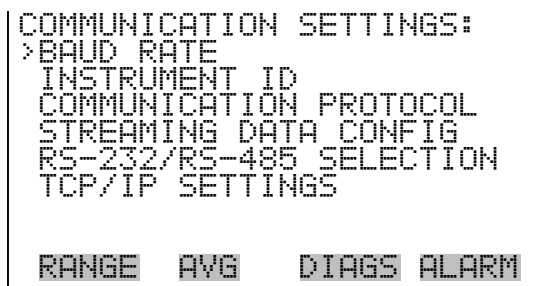 COMMUNICATION SETTINGS:
>BAUD RATE
INSTRUMENT ID
COMMUNICATION PROTOCOL
STREAMING DATA CONFIG
RS-232/RS-485 SELECTION
TCP/IP SETTINGS
RANGE AVG DIAGS ALARM